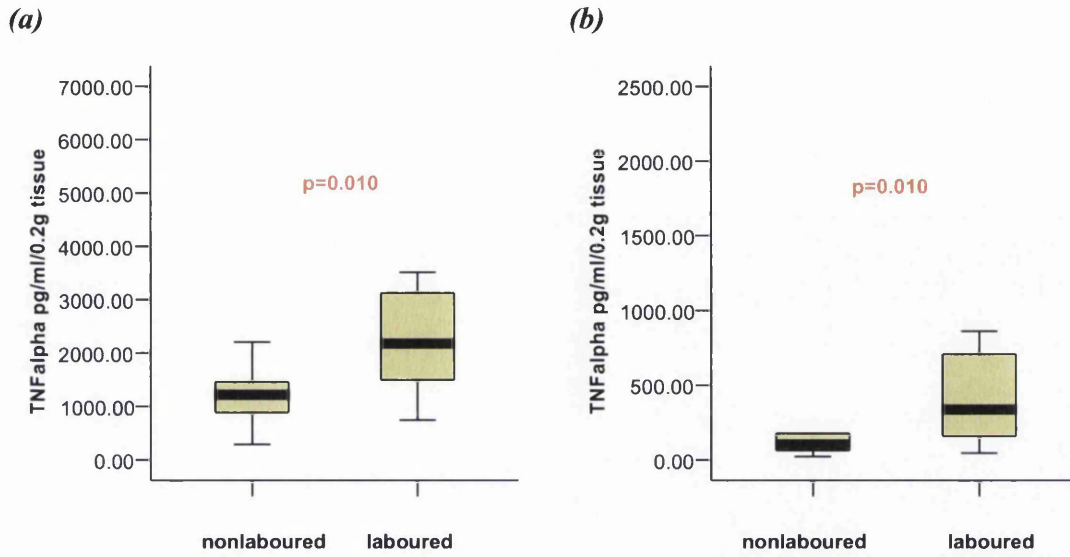 (a)
TNFalpha pg/ml/0.2g tissue
7000.00
6000.00
5000.00
4000.00
3000.00
2000.00
1000.00
0.00
p=0.010
nonlaboured laboured
(b)
TNFalpha pg/ml/0.2g tissue
2500.00
2000.00
1500.00
1000.00
500.00
0.00
p=0.010
nonlaboured laboured